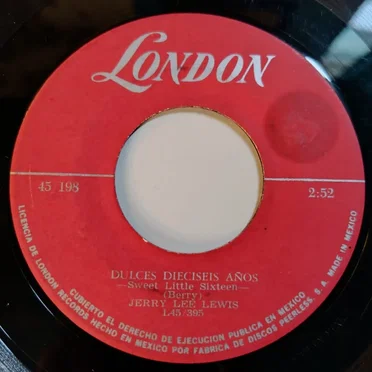 LONDON
45 198
2:52
DULCES DIECISEIS AÑOS
—Sweet Little Sixteen—
(Berry)
JERRY LEE LEWIS
L45/395
LICENCIA DE LONDON RECORDS HECHO EN MEXICO POR FABRICA DE DISCOS PEERLESS, S.A. MADE IN MEXICO
CUBIERTO EL DERECHO DE EJECUCION PUBLICA EN MEXICO